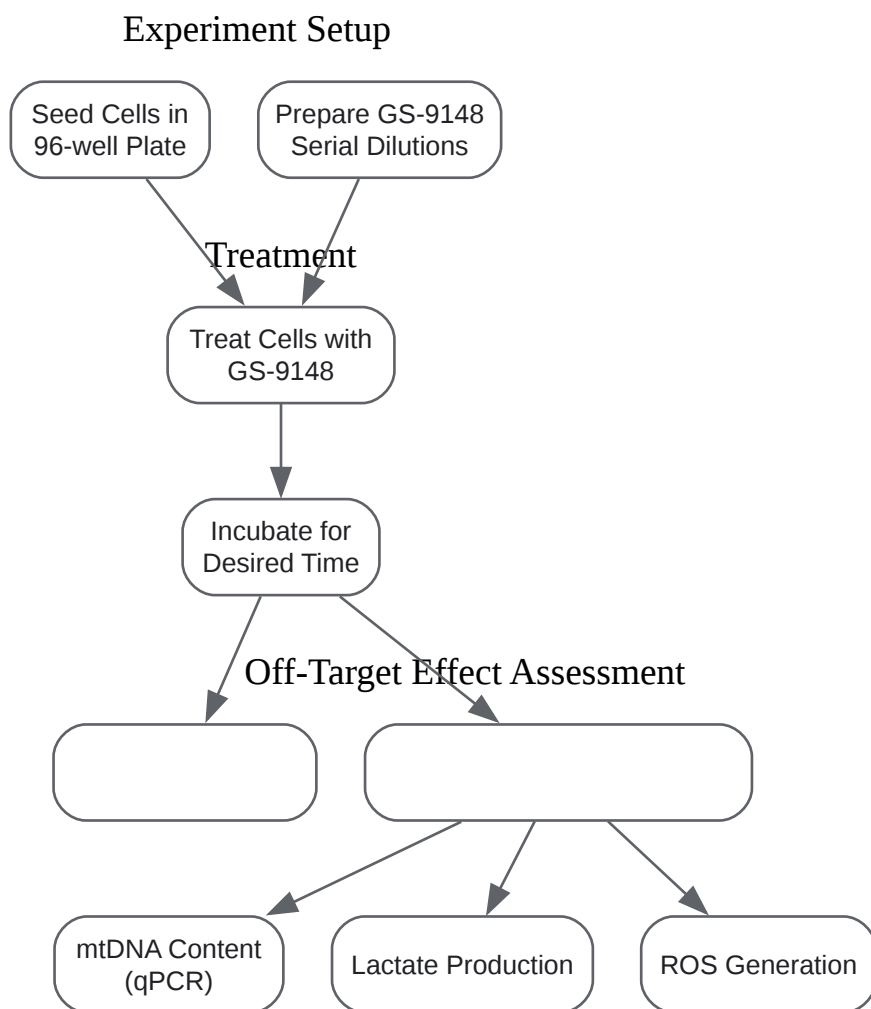 Experiment Setup
Seed Cells in
96-well Plate
Prepare GS-9148
Serial Dilutions
Treatment
Treat Cells with
GS-9148
Incubate for
Desired Time
Off-Target Effect Assessment
mtDNA Content
(qPCR)
Lactate Production
ROS Generation